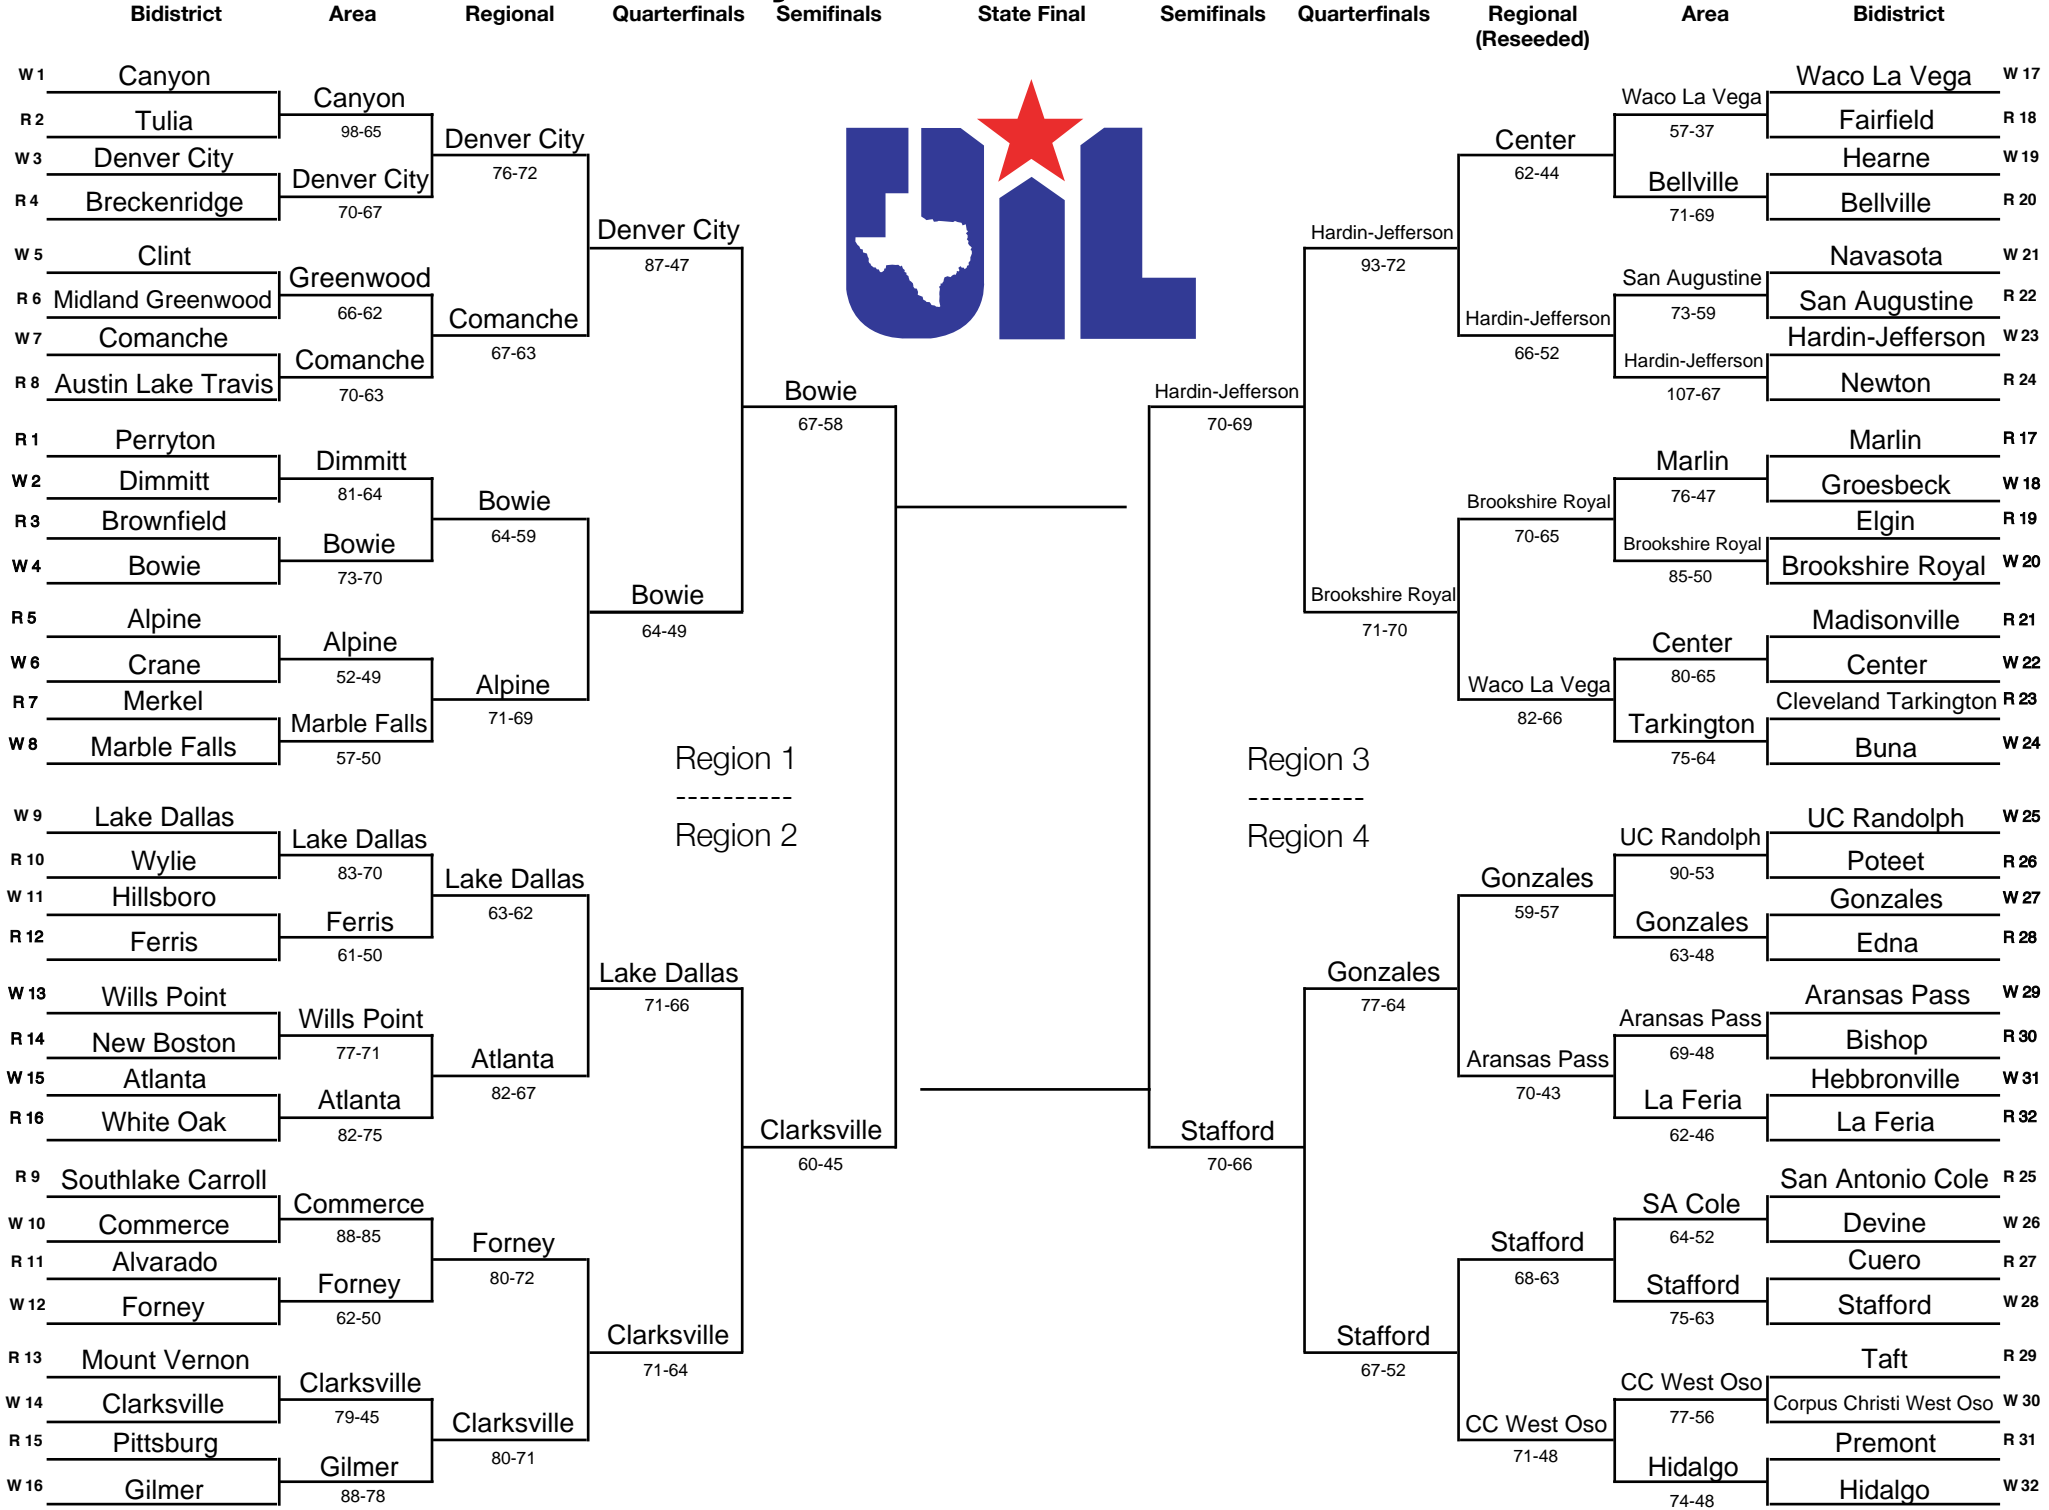 Bidistrict Area Regional Quarterfinals Semifinals State Final Semifinals Quarterfinals Regional Area Bidistrict
(Reseeded)
W 1 Canyon
R 2 Tulia
W 3 Denver City
R 4 Breckenridge
W 5 Clint
R 6 Midland Greenwood
W 7 Comanche
R 8 Austin Lake Travis
R 1 Perryton
W 2 Dimmitt
R 3 Brownfield
W 4 Bowie
R 5 Alpine
W 6 Crane
R 7 Merkel
W 8 Marble Falls
W 9 Lake Dallas
R 10 Wylie
W 11 Hillsboro
R 12 Ferris
W 13 Wills Point
R 14 New Boston
W 15 Atlanta
R 16 White Oak
R 9 Southlake Carroll
W 10 Commerce
R 11 Alvarado
W 12 Forney
R 13 Mount Vernon
W 14 Clarksville
R 15 Pittsburg
W 16 Gilmer
Canyon
98-65
Denver City
70-67
Greenwood
66-62
Comanche
70-63
Dimmitt
81-64
Bowie
73-70
Alpine
52-49
Marble Falls
57-50
Lake Dallas
83-70
Ferris
61-50
Wills Point
77-71
Atlanta
82-75
Commerce
88-85
Forney
62-50
Clarksville
79-45
Gilmer
88-78
Denver City
76-72
Comanche
67-63
Bowie
64-59
Alpine
71-69
Lake Dallas
63-62
Atlanta
82-67
Forney
80-72
Clarksville
80-71
Denver City
87-47
Bowie
64-49
Region 1
----------
Region 2
Lake Dallas
71-66
Clarksville
71-64
Bowie
67-58
Clarksville
60-45
UIL
Hardin-Jefferson
70-69
Stafford
70-66
Hardin-Jefferson
93-72
Brookshire Royal
71-70
Region 3
----------
Region 4
Gonzales
77-64
Stafford
67-52
Center
62-44
Hardin-Jefferson
66-52
Brookshire Royal
70-65
Waco La Vega
82-66
Gonzales
59-57
Aransas Pass
70-43
Stafford
68-63
CC West Oso
71-48
Waco La Vega
57-37
Bellville
71-69
San Augustine
73-59
Hardin-Jefferson
107-67
Marlin
76-47
Brookshire Royal
85-50
Center
80-65
Tarkington
75-64
UC Randolph
90-53
Gonzales
63-48
Aransas Pass
69-48
La Feria
62-46
SA Cole
64-52
Stafford
75-63
CC West Oso
77-56
Hidalgo
74-48
Waco La Vega W 17
Fairfield R 18
Hearne W 19
Bellville R 20
Navasota W 21
San Augustine R 22
Hardin-Jefferson W 23
Newton R 24
Marlin R 17
Groesbeck W 18
Elgin R 19
Brookshire Royal W 20
Madisonville R 21
Center W 22
Cleveland Tarkington R 23
Buna W 24
UC Randolph W 25
Poteet R 26
Gonzales W 27
Edna R 28
Aransas Pass W 29
Bishop R 30
Hebbronville W 31
La Feria R 32
San Antonio Cole R 25
Devine W 26
Cuero R 27
Stafford W 28
Taft R 29
Corpus Christi West Oso W 30
Premont R 31
Hidalgo W 32